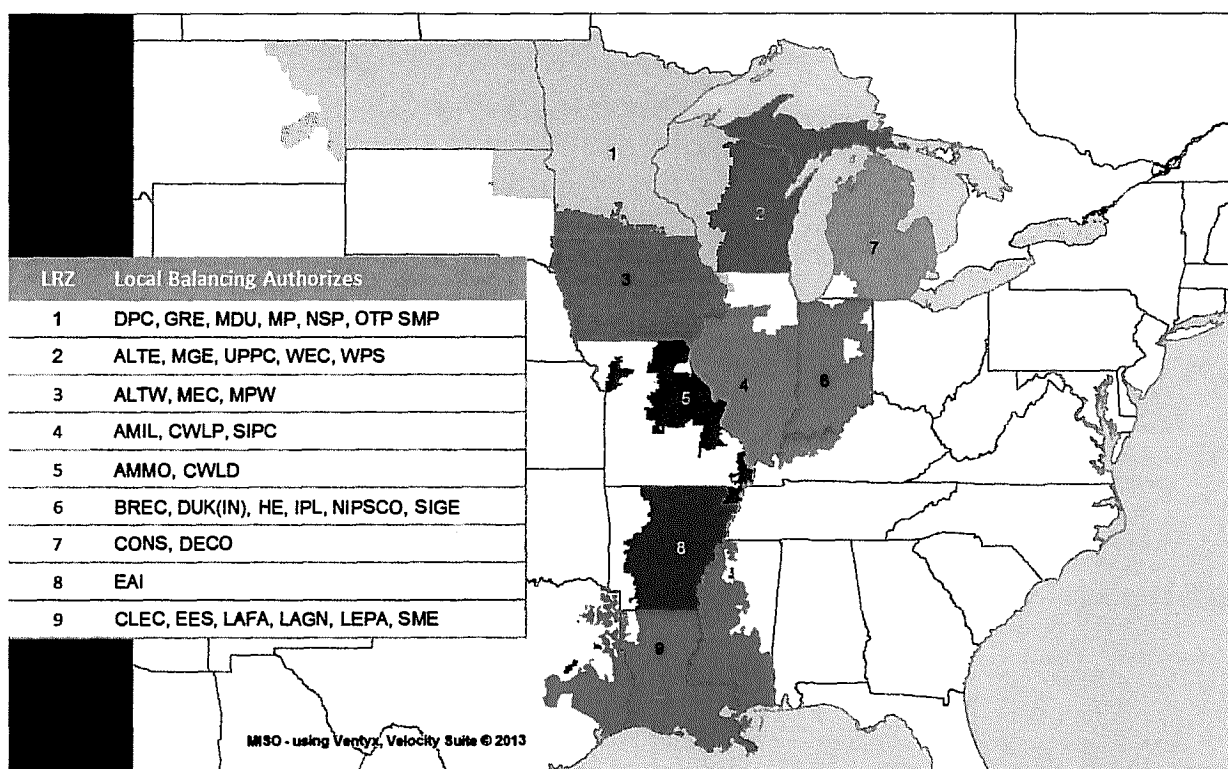 1
2
7
3
4
6
5
8
9
LRZ Local Balancing Authorizes
1 DPC, GRE, MDU, MP, NSP, OTP SMP
2 ALTE, MGE, UPPC, WEC, WPS
3 ALTW, MEC, MPW
4 AMIL, CWLP, SIPC
5 AMMO, CWLD
6 BREC, DUK(IN), HE, IPL, NIPSCO, SIGE
7 CONS, DECO
8 EAI
9 CLEC, EES, LAFA, LAGN, LEPA, SME
MISO - using Ventyx, Velocity Suite © 2013